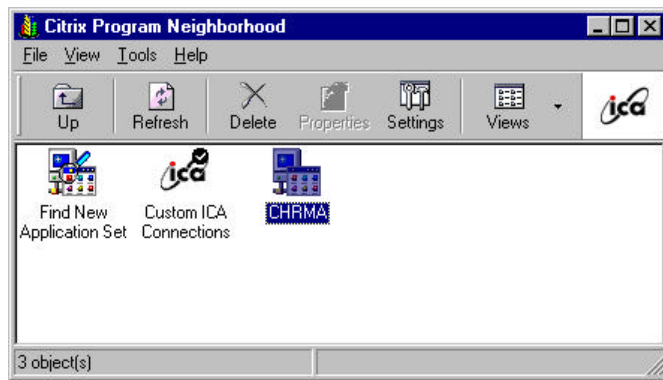 Citrix Program Neighborhood
File View Tools Help
Up Refresh Delete Properties Settings Views ica
ica
Find New Custom ICA CHRMA
Application Set Connections
3 object(s)